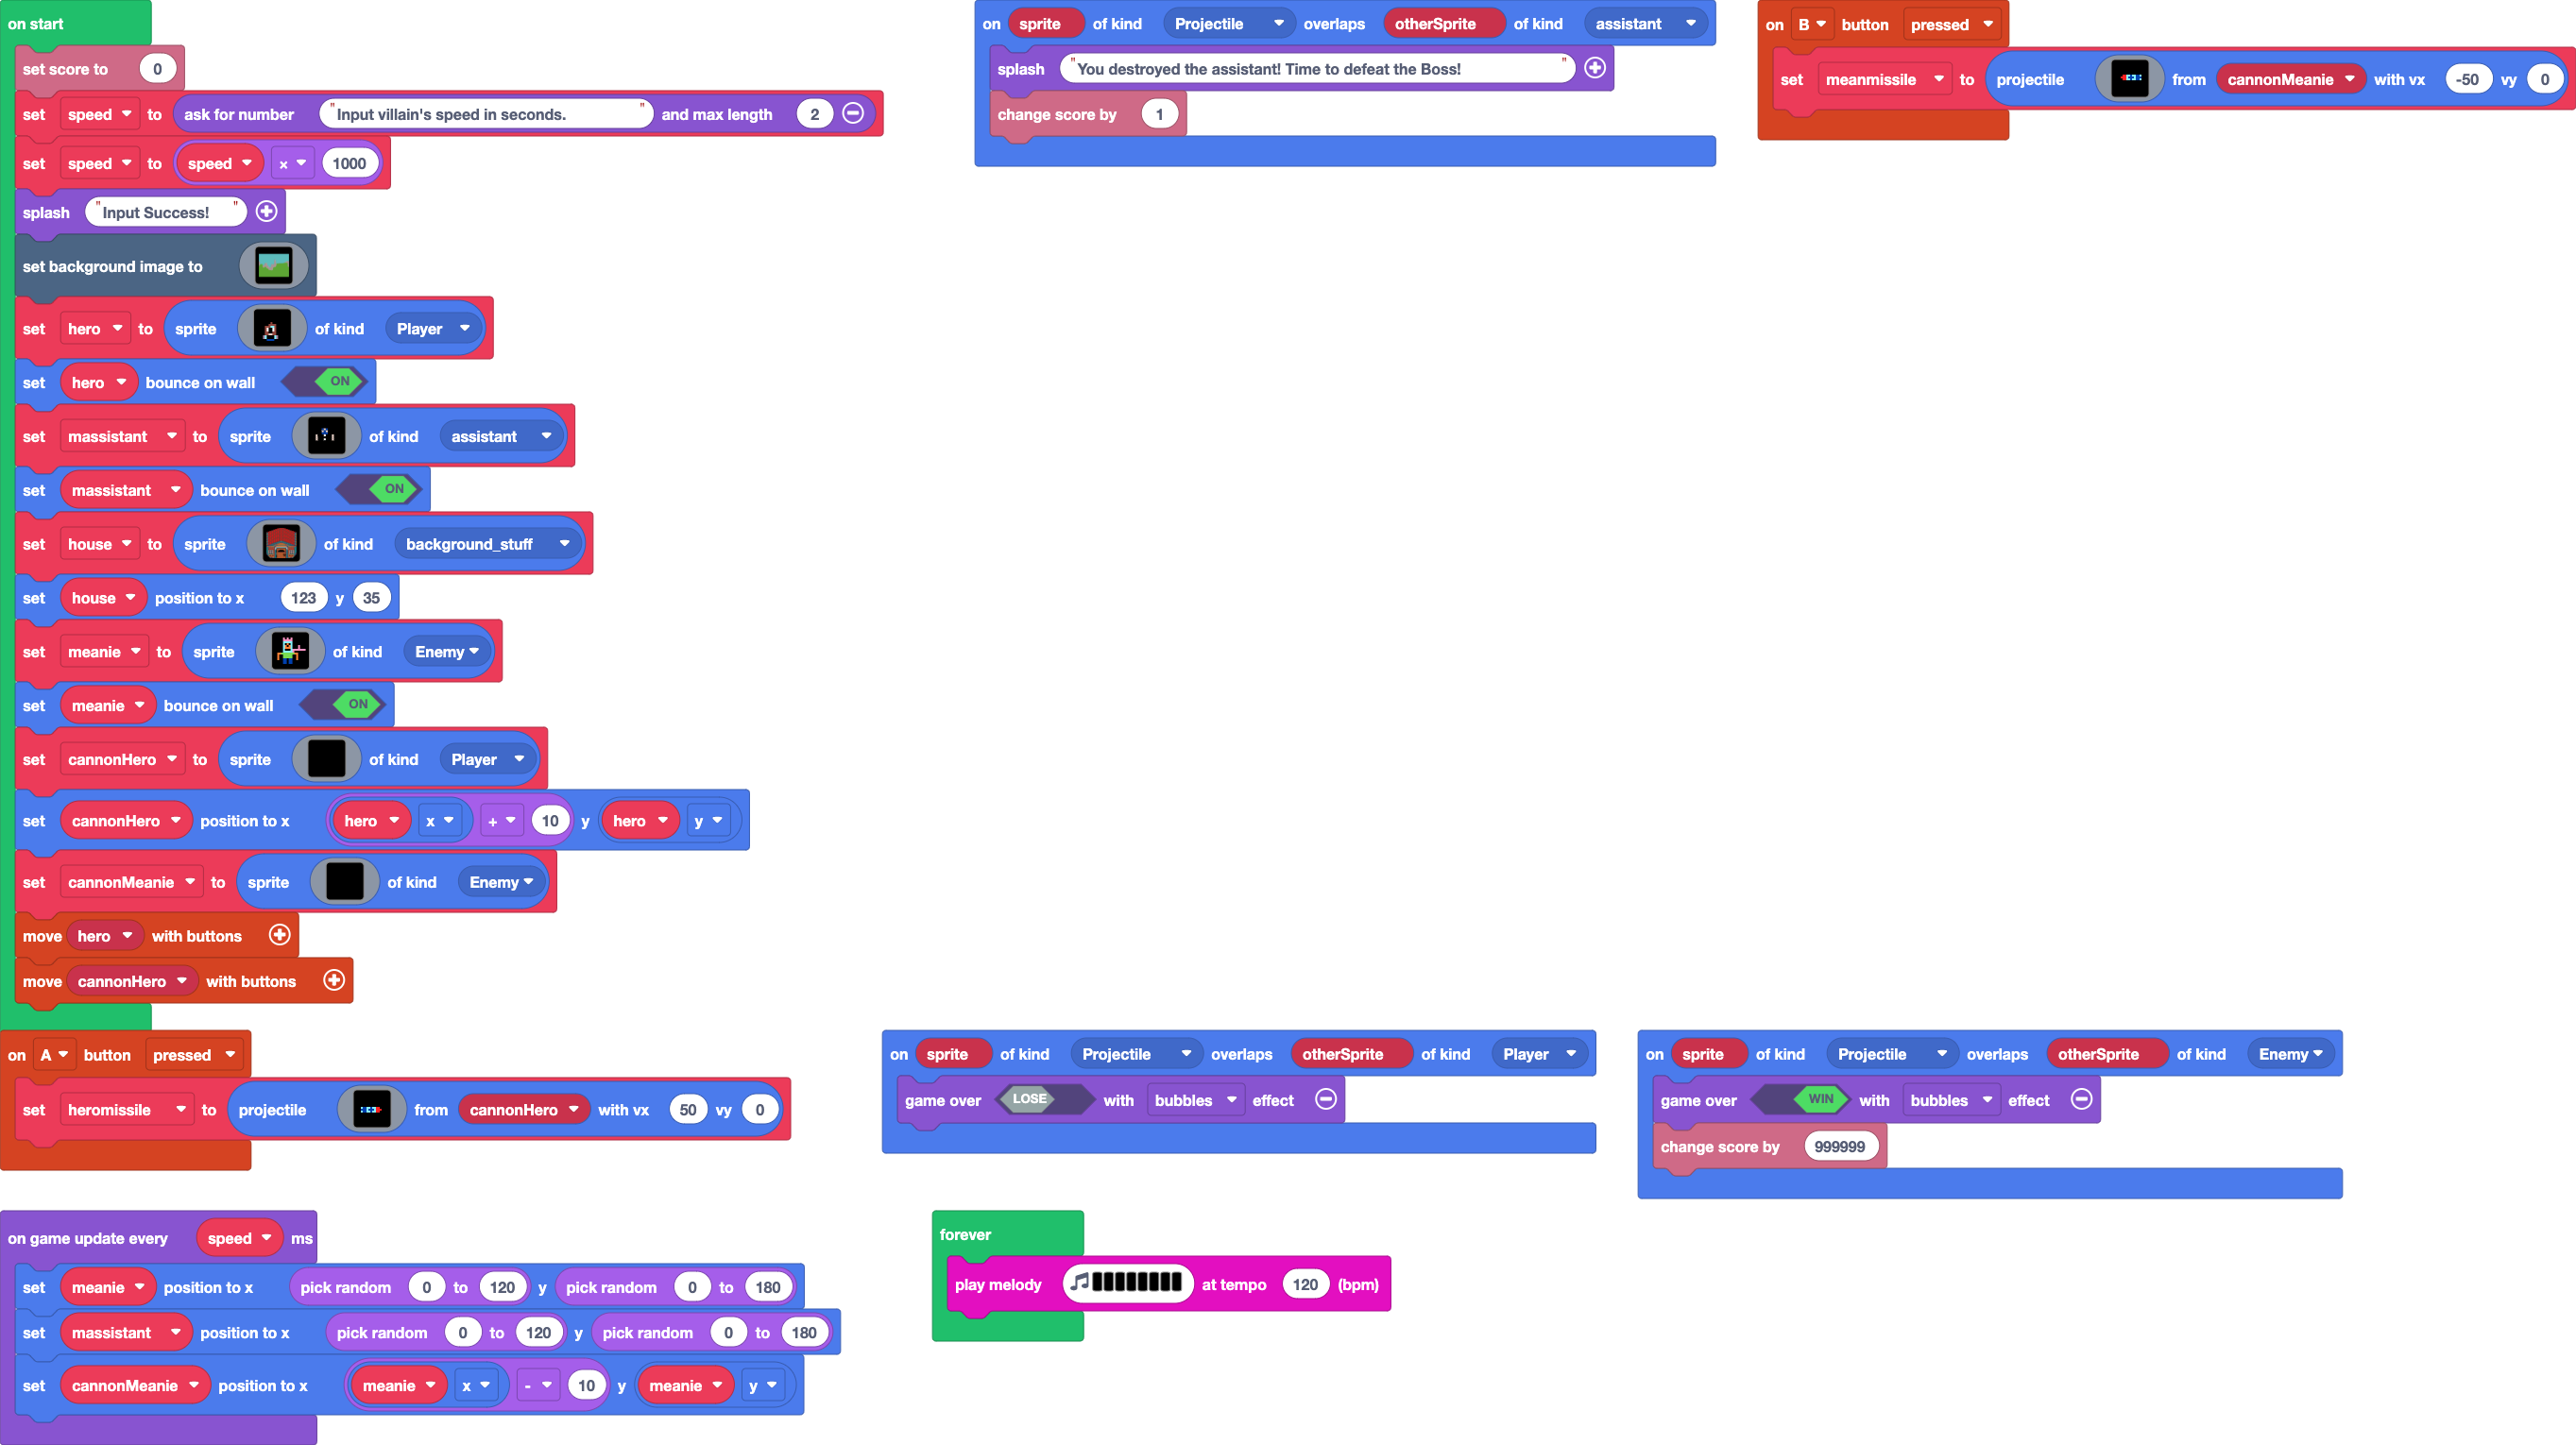 on start
set score to 0
set speed to ask for number "Input villain's speed in seconds." and max length 2
set speed to speed × 1000
splash "Input Success!"
set background image to
set hero to sprite of kind Player
set hero bounce on wall ON
set massistant to sprite of kind assistant
set massistant bounce on wall ON
set house to sprite of kind background_stuff
set house position to x 123 y 35
set meanie to sprite of kind Enemy
set meanie bounce on wall ON
set cannonHero to sprite of kind Player
set cannonHero position to x hero x + 10 y hero y
set cannonMeanie to sprite of kind Enemy
move hero with buttons
move cannonHero with buttons
on sprite of kind Projectile overlaps otherSprite of kind assistant
splash "You destroyed the assistant! Time to defeat the Boss!"
change score by 1
on B button pressed
set meanmissile to projectile from cannonMeanie with vx -50 vy 0
on A button pressed
set heromissile to projectile from cannonHero with vx 50 vy 0
on sprite of kind Projectile overlaps otherSprite of kind Player
game over LOSE with bubbles effect
on sprite of kind Projectile overlaps otherSprite of kind Enemy
game over WIN with bubbles effect
change score by 999999
on game update every speed ms
set meanie position to x pick random 0 to 120 y pick random 0 to 180
set massistant position to x pick random 0 to 120 y pick random 0 to 180
set cannonMeanie position to x meanie x - 10 y meanie y
forever
play melody at tempo 120 (bpm)